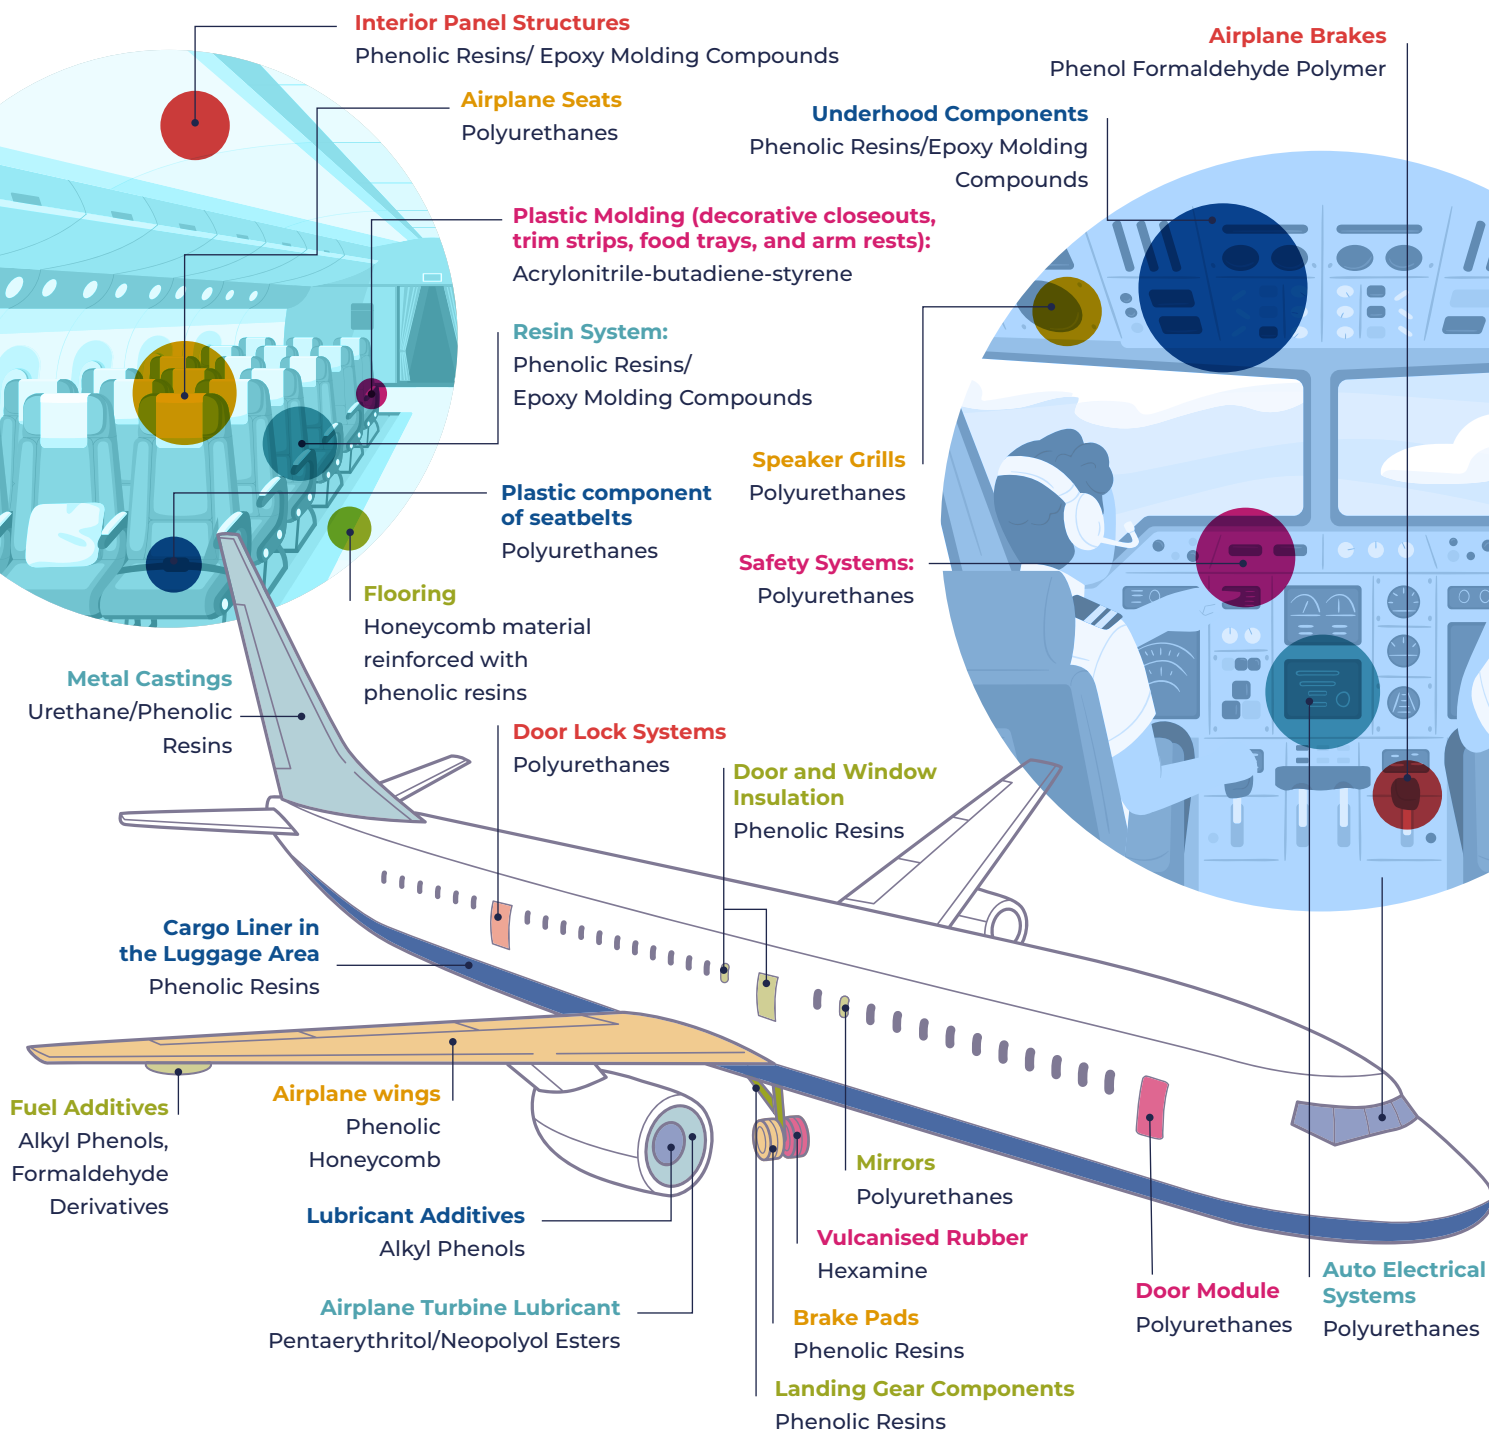 Interior Panel Structures
Phenolic Resins/ Epoxy Molding Compounds
Airplane Seats
Polyurethanes
Plastic Molding (decorative closeouts,
trim strips, food trays, and arm rests):
Acrylonitrile-butadiene-styrene
Resin System:
Phenolic Resins/
Epoxy Molding Compounds
Plastic component
of seatbelts
Polyurethanes
Flooring
Honeycomb material
reinforced with
phenolic resins
Airplane Brakes
Phenol Formaldehyde Polymer
Underhood Components
Phenolic Resins/Epoxy Molding
Compounds
Speaker Grills
Polyurethanes
Safety Systems:
Polyurethanes
Metal Castings
Urethane/Phenolic
Resins
Door Lock Systems
Polyurethanes
Door and Window
Insulation
Phenolic Resins
Cargo Liner in
the Luggage Area
Phenolic Resins
Fuel Additives
Alkyl Phenols,
Formaldehyde
Derivatives
Airplane wings
Phenolic
Honeycomb
Lubricant Additives
Alkyl Phenols
Airplane Turbine Lubricant
Pentaerythritol/Neopolyol Esters
Mirrors
Polyurethanes
Vulcanised Rubber
Hexamine
Brake Pads
Phenolic Resins
Landing Gear Components
Phenolic Resins
Door Module
Polyurethanes
Auto Electrical
Systems
Polyurethanes